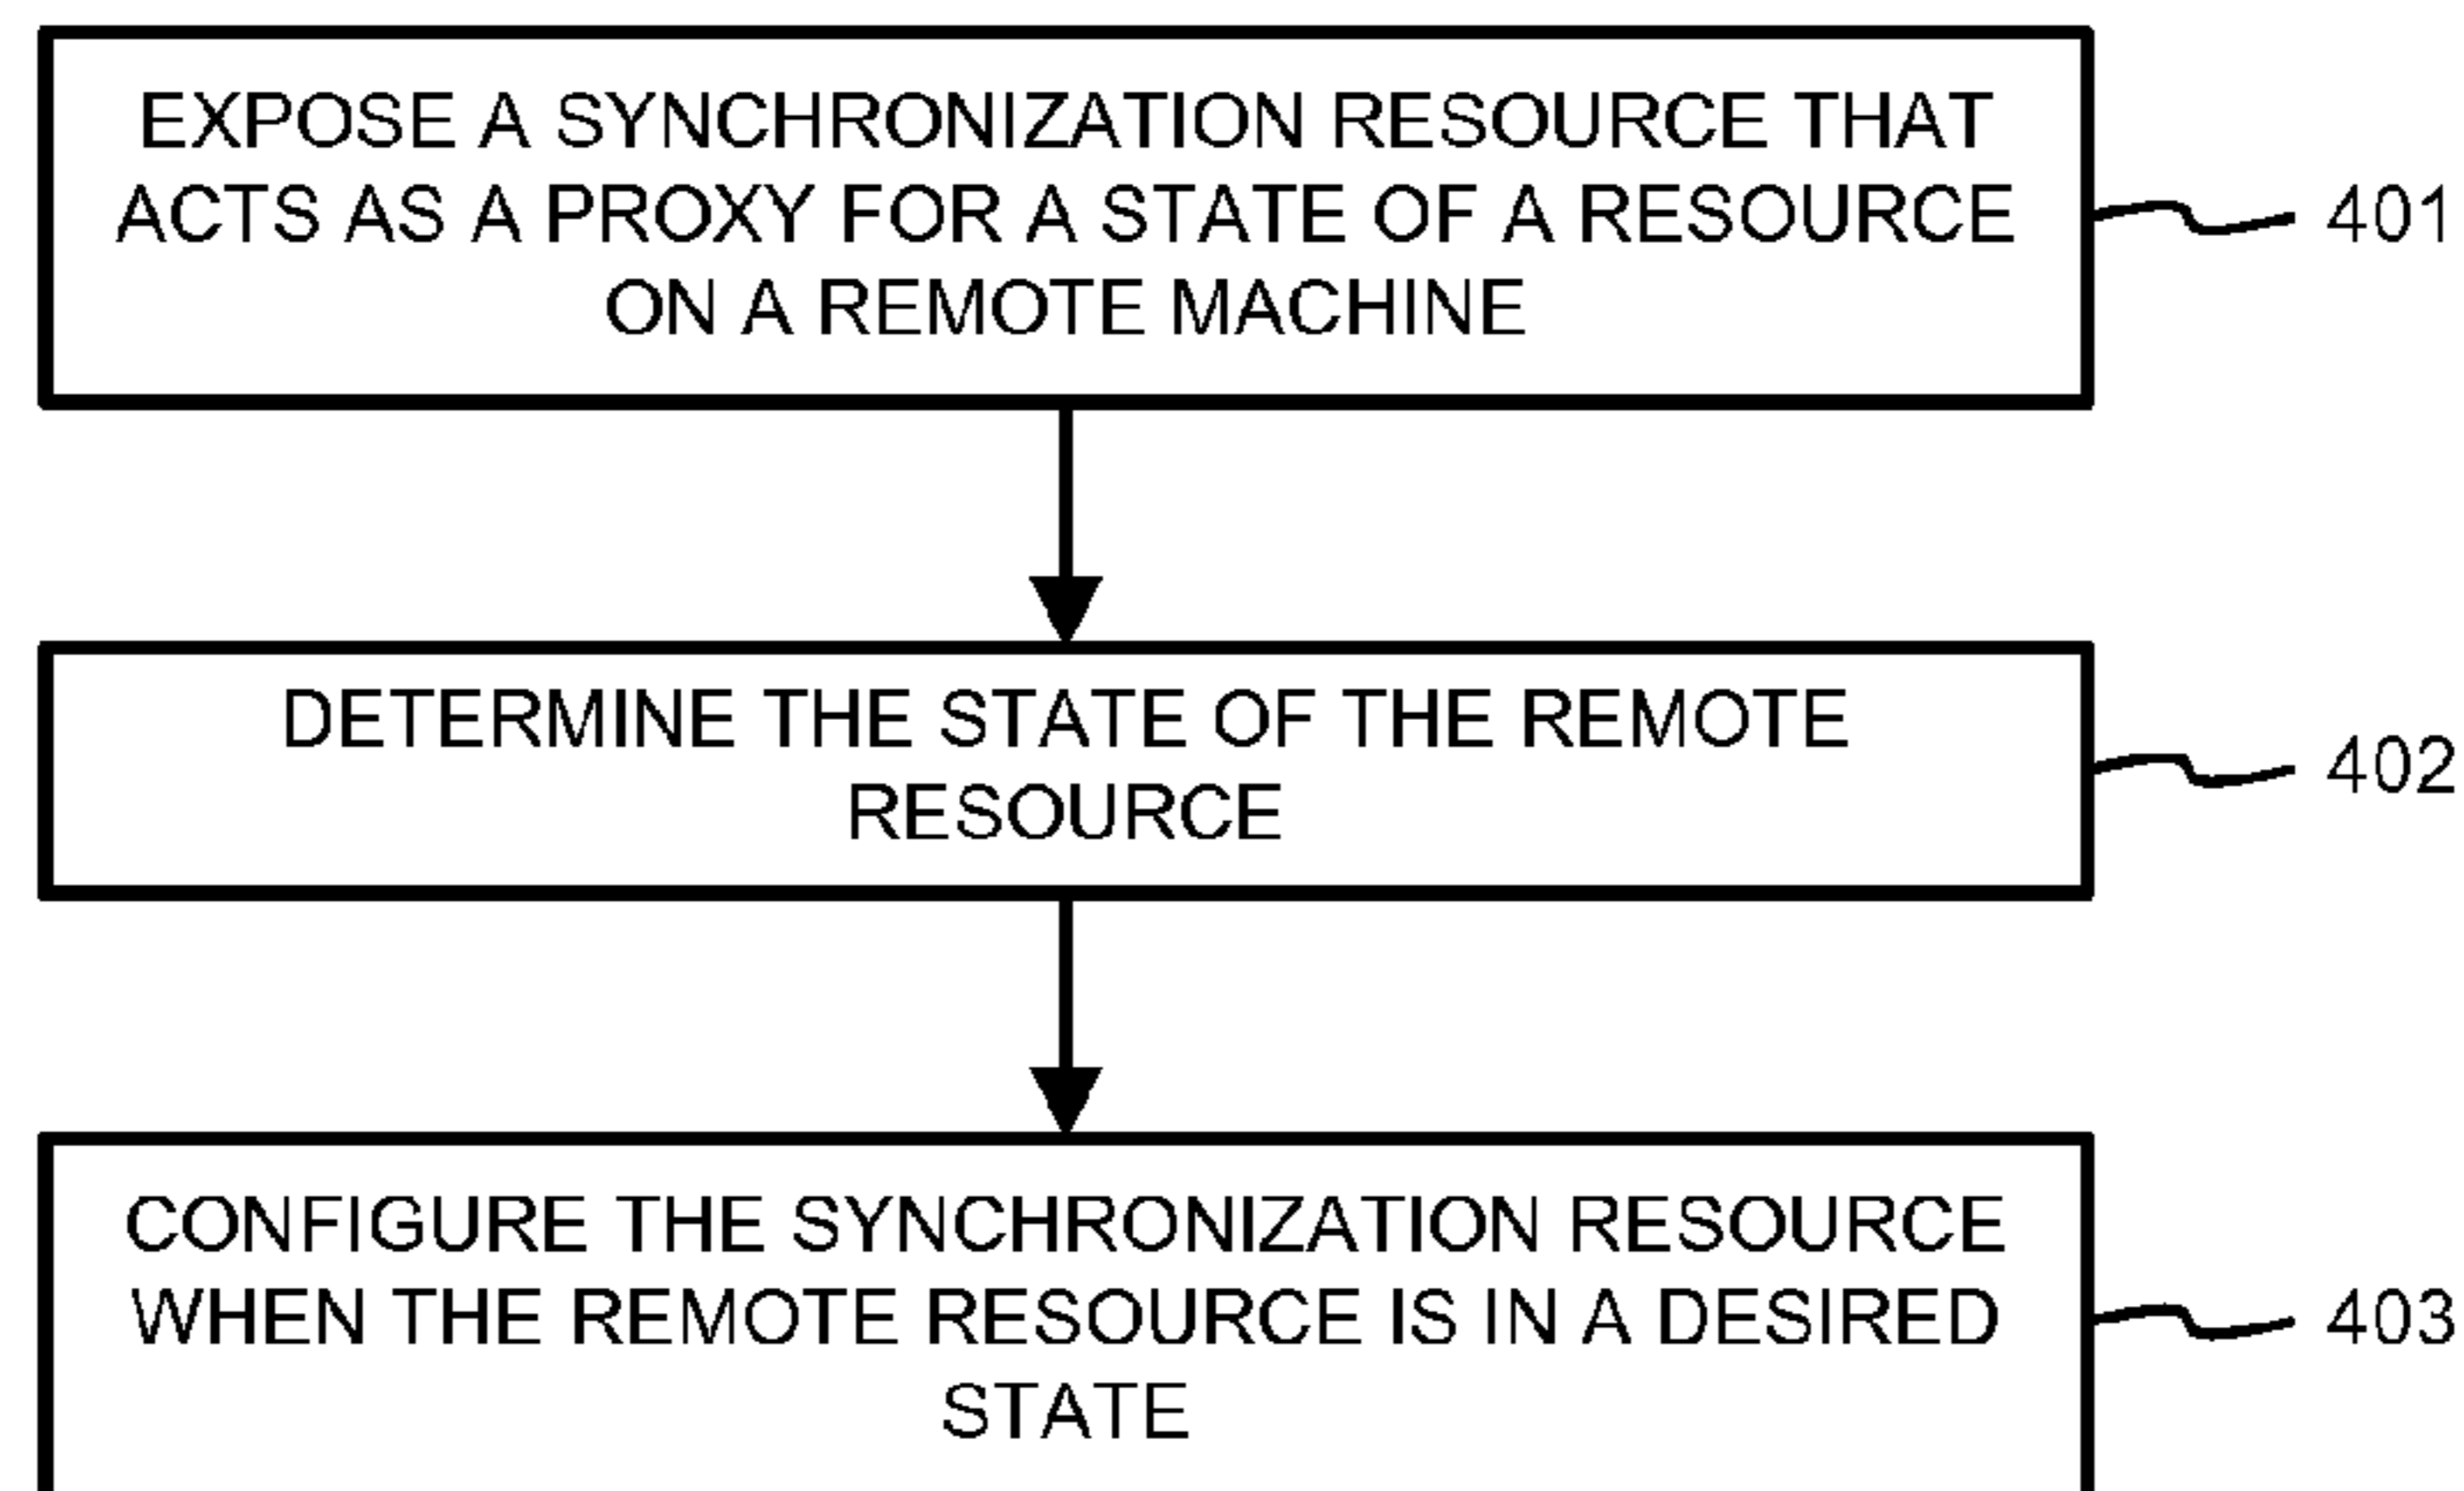 EXPOSE A SYNCHRONIZATION RESOURCE THAT
ACTS AS A PROXY FOR A STATE OF A RESOURCE
ON A REMOTE MACHINE
401
DETERMINE THE STATE OF THE REMOTE
RESOURCE
402
CONFIGURE THE SYNCHRONIZATION RESOURCE
WHEN THE REMOTE RESOURCE IS IN A DESIRED
STATE
403